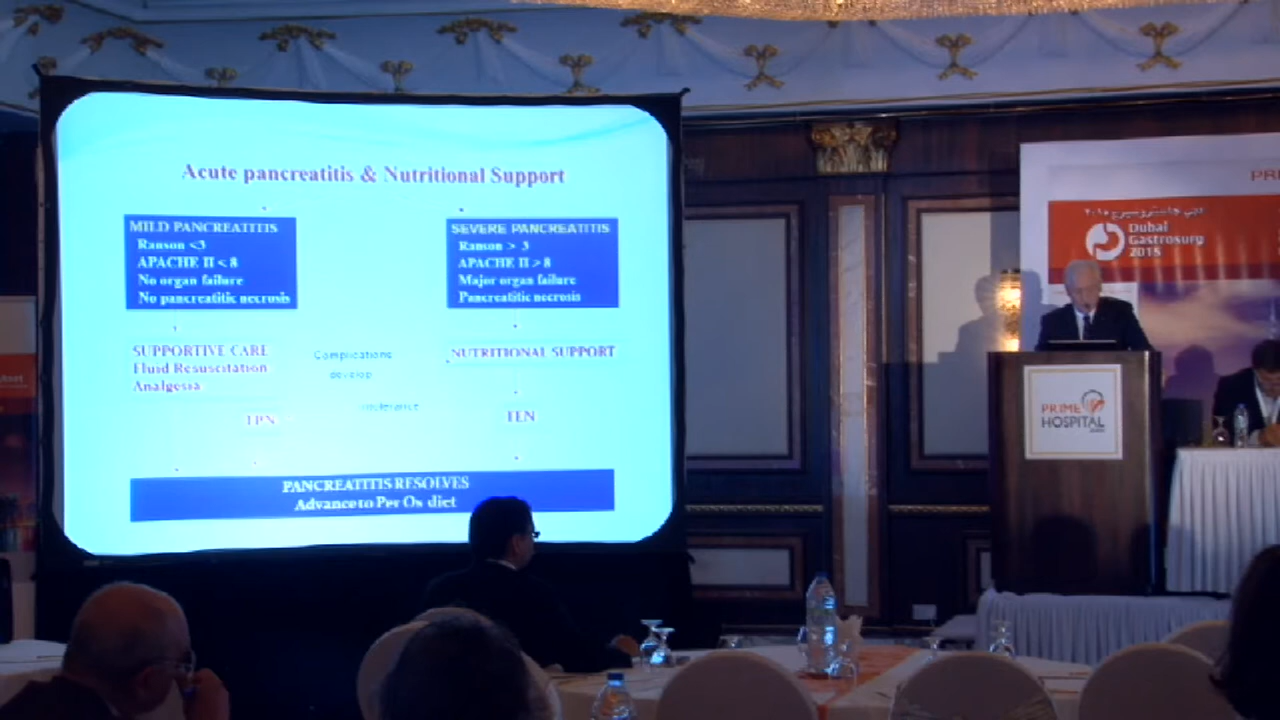 Acute pancreatitis & Nutritional Support
MILD PANCREATITIS
Ranson <3
APACHE II < 8
No organ failure
No pancreatitic necrosis
SEVERE PANCREATITIS
Ranson > 3
APACHE II > 8
Major organ failure
Pancreatitic necrosis
SUPPORTIVE CARE
Fluid Resuscitation
Analgesia
Complications
develop
NUTRITIONAL SUPPORT
TPN
TEN
PANCREATITIS RESOLVES
Advance to Per Os diet
Dubai
Gastrosurg
2015
PRIME
HOSPITAL